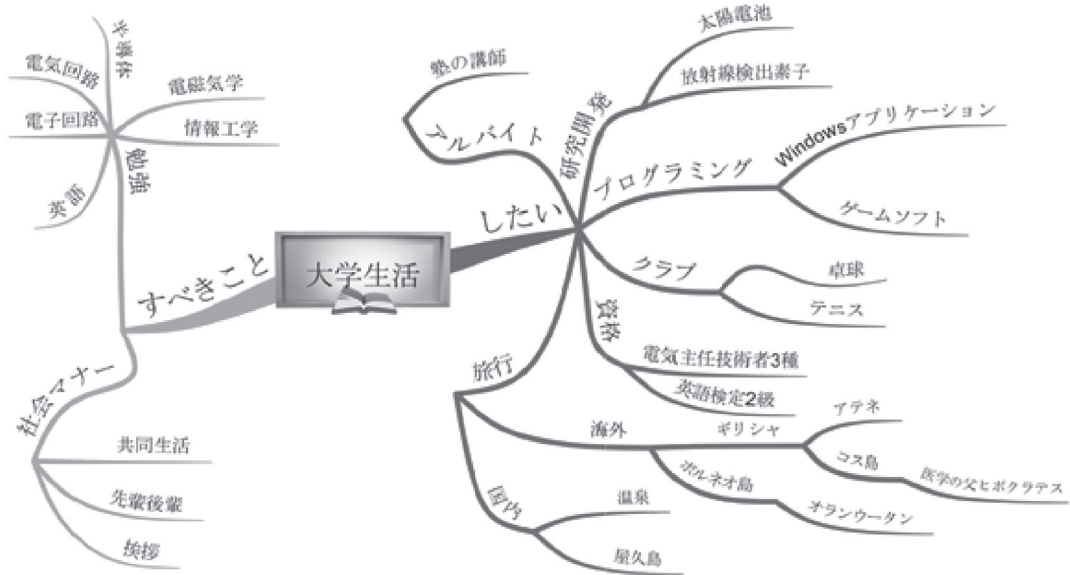 大学生活
したい
アルバイト
塾の講師
研究開発
太陽電池
放射線検出素子
プログラミング
Windowsアプリケーション
ゲームソフト
クラブ
卓球
テニス
資格
電気主任技術者3種
英語検定2級
旅行
海外
ギリシャ
アテネ
コス島
医学の父ヒポクラテス
ボルネオ島
オランウータン
国内
温泉
屋久島
すべきこと
勉強
半導体
電気回路
電子回路
英語
電磁気学
情報工学
社会マナー
共同生活
先輩後輩
挨拶